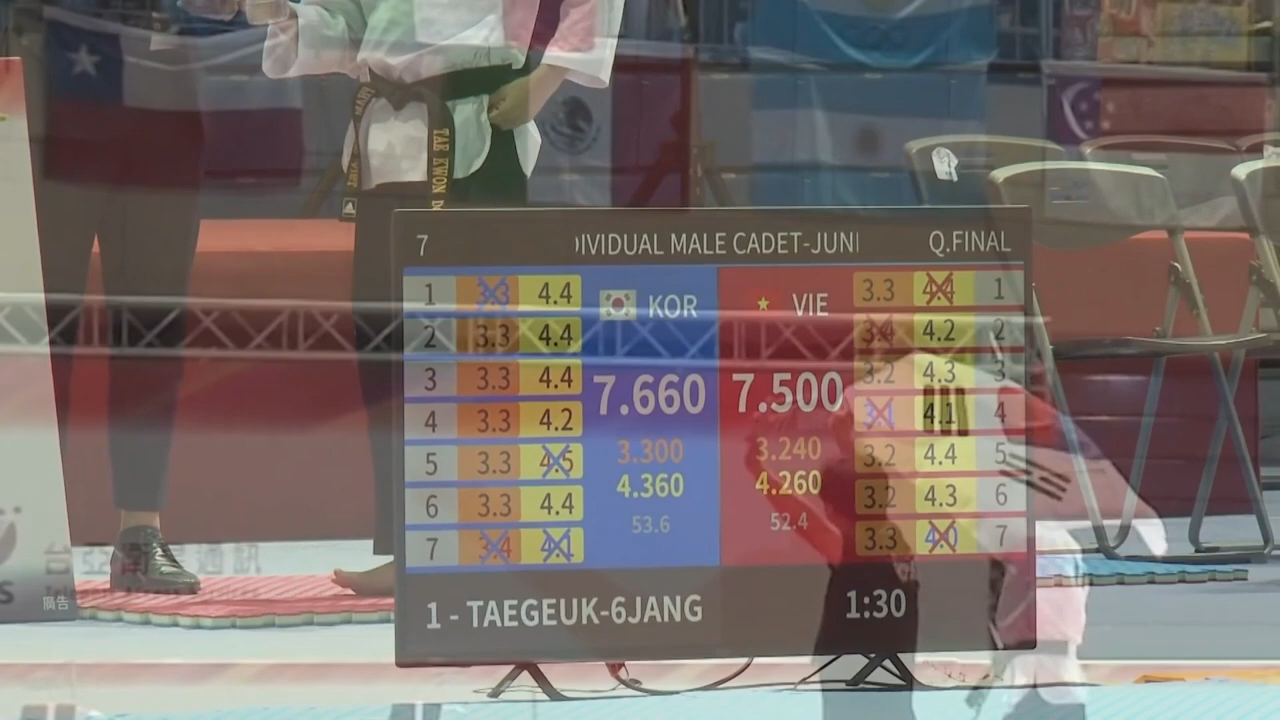 TAE KWON D
7 IVIDUAL MALE CADET-JUNI Q.FINAL
1 3.3 4.4 KOR VIE 3.3 4.4 1
2 3.3 4.4 3.4 4.2 2
3 3.3 4.4 7.660 7.500 3.2 4.3 3
4 3.3 4.2 3.1 4.1 4
5 3.3 4.5 3.300 3.240 3.2 4.4 5
6 3.3 4.4 4.360 4.260 3.2 4.3 6
7 3.4 4.1 53.6 52.4 3.3 4.0 7
1 - TAEGEUK-6JANG 1:30
廣告